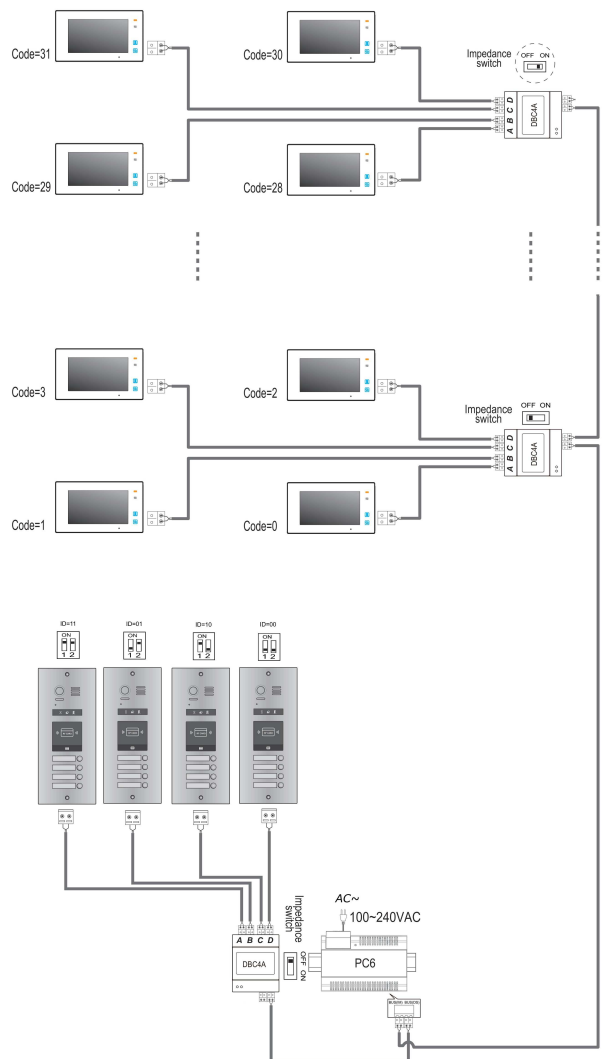 Code=31
Code=30
Impedance
switch
OFF ON
D
C
B
A
DBC4A
Code=29
Code=28
Code=3
Code=2
Impedance
switch
OFF ON
D
C
B
A
DBC4A
Code=1
Code=0
ID=11
ID=01
ID=10
ID=00
ON
1 2
ON
1 2
ON
1 2
ON
1 2
A B C D
DBC4A
Impedance
switch
OFF ON
AC~
100~240VAC
PC6